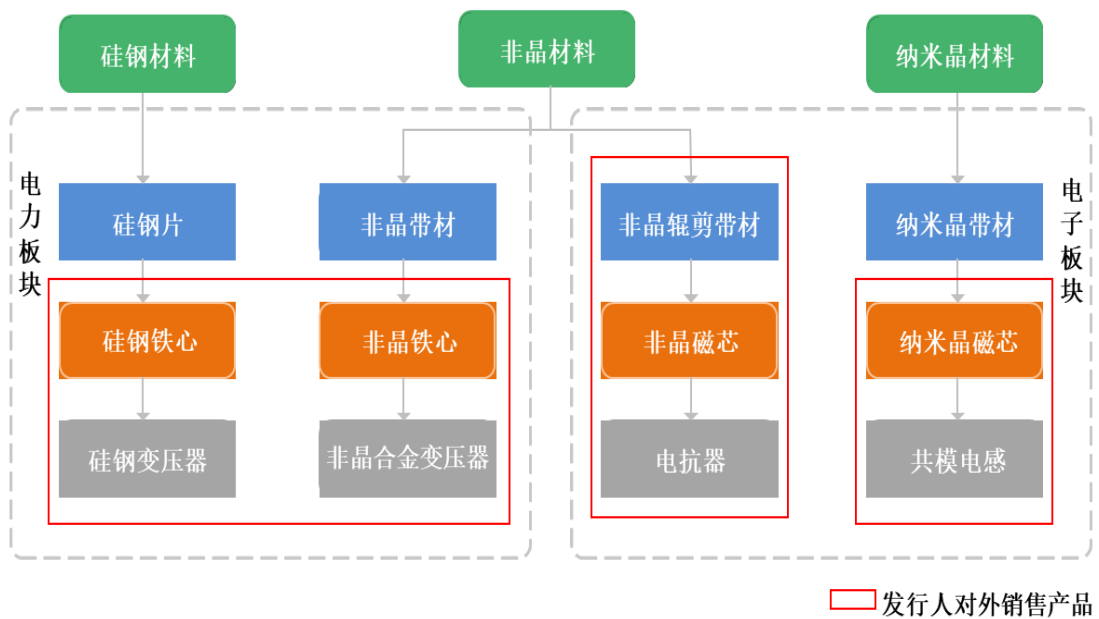 硅钢材料
非晶材料
纳米晶材料
电力板块
硅钢片
非晶带材
非晶辊剪带材
纳米晶带材
电子板块
硅钢铁心
非晶铁心
非晶磁芯
纳米晶磁芯
硅钢变压器
非晶合金变压器
电抗器
共模电感
发行人对外销售产品